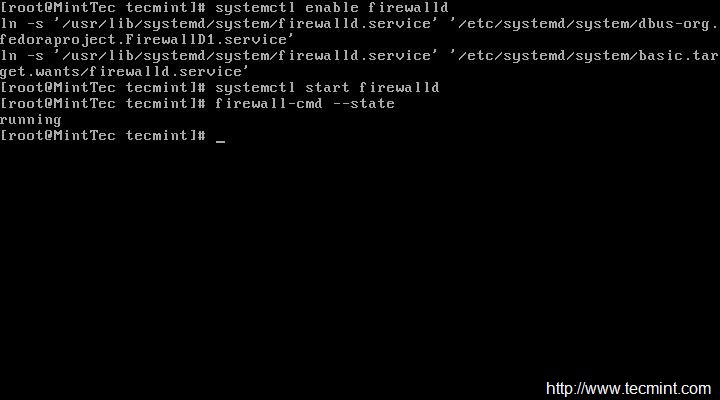 [root@MintTec tecmint]# systemctl enable firewalld
ln -s '/usr/lib/systemd/system/firewalld.service' '/etc/systemd/system/dbus-org.
fedoraproject.FirewallD1.service'
ln -s '/usr/lib/systemd/system/firewalld.service' '/etc/systemd/system/basic.tar
get.wants/firewalld.service'
[root@MintTec tecmint]# systemctl start firewalld
[root@MintTec tecmint]# firewall-cmd --state
running
[root@MintTec tecmint]# _
http://www.tecmint.com